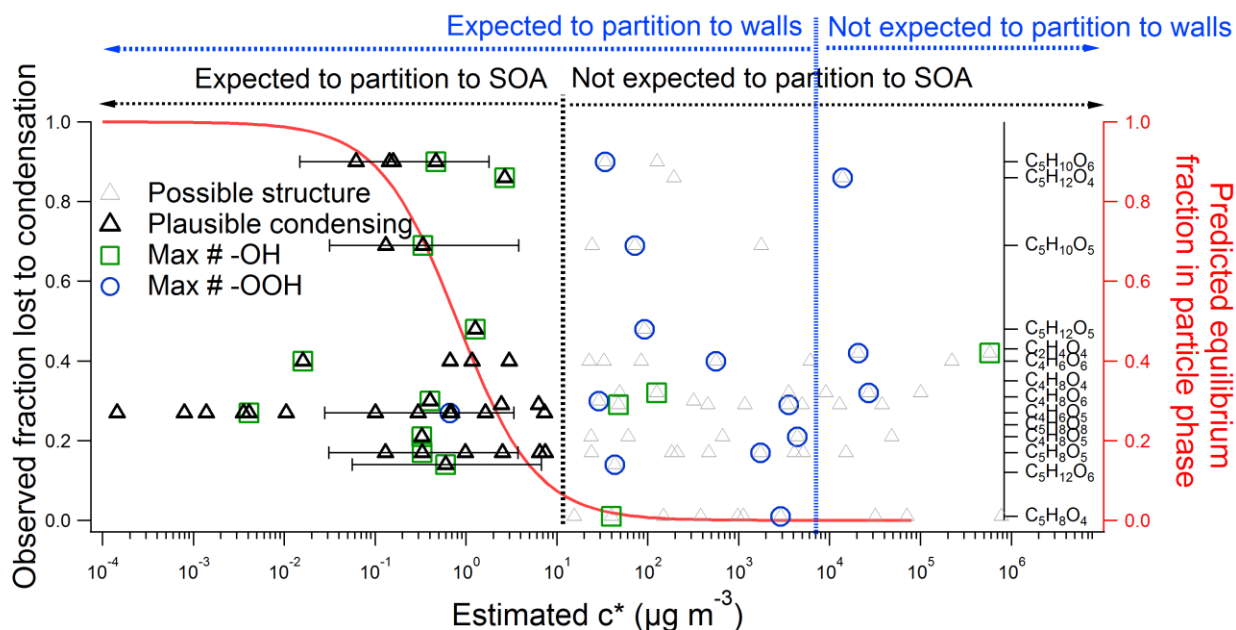 Expected to partition to walls
Not expected to partition to walls
Expected to partition to SOA
Not expected to partition to SOA
Observed fraction lost to condensation
1.0
0.8
0.6
0.4
0.2
0.0
Possible structure
Plausible condensing
Max # -OH
Max # -OOH
C₅H₁₀O₆
C₅H₁₂O₄
C₅H₁₀O₅
C₅H₁₂O₅
C₂H₄O₄
C₄H₆O₆
C₄H₈O₄
C₄H₈O₆
C₄H₆O₅
C₅H₈O₈
C₄H₈O₅
C₅H₈O₅
C₅H₁₂O₆
C₅H₈O₄
1.0
0.8
0.6
0.4
0.2
0.0
Predicted equilibrium
fraction in particle phase
10⁻⁴
10⁻³
10⁻²
10⁻¹
10⁰
10¹
10²
10³
10⁴
10⁵
10⁶
Estimated c* (µg m⁻³)